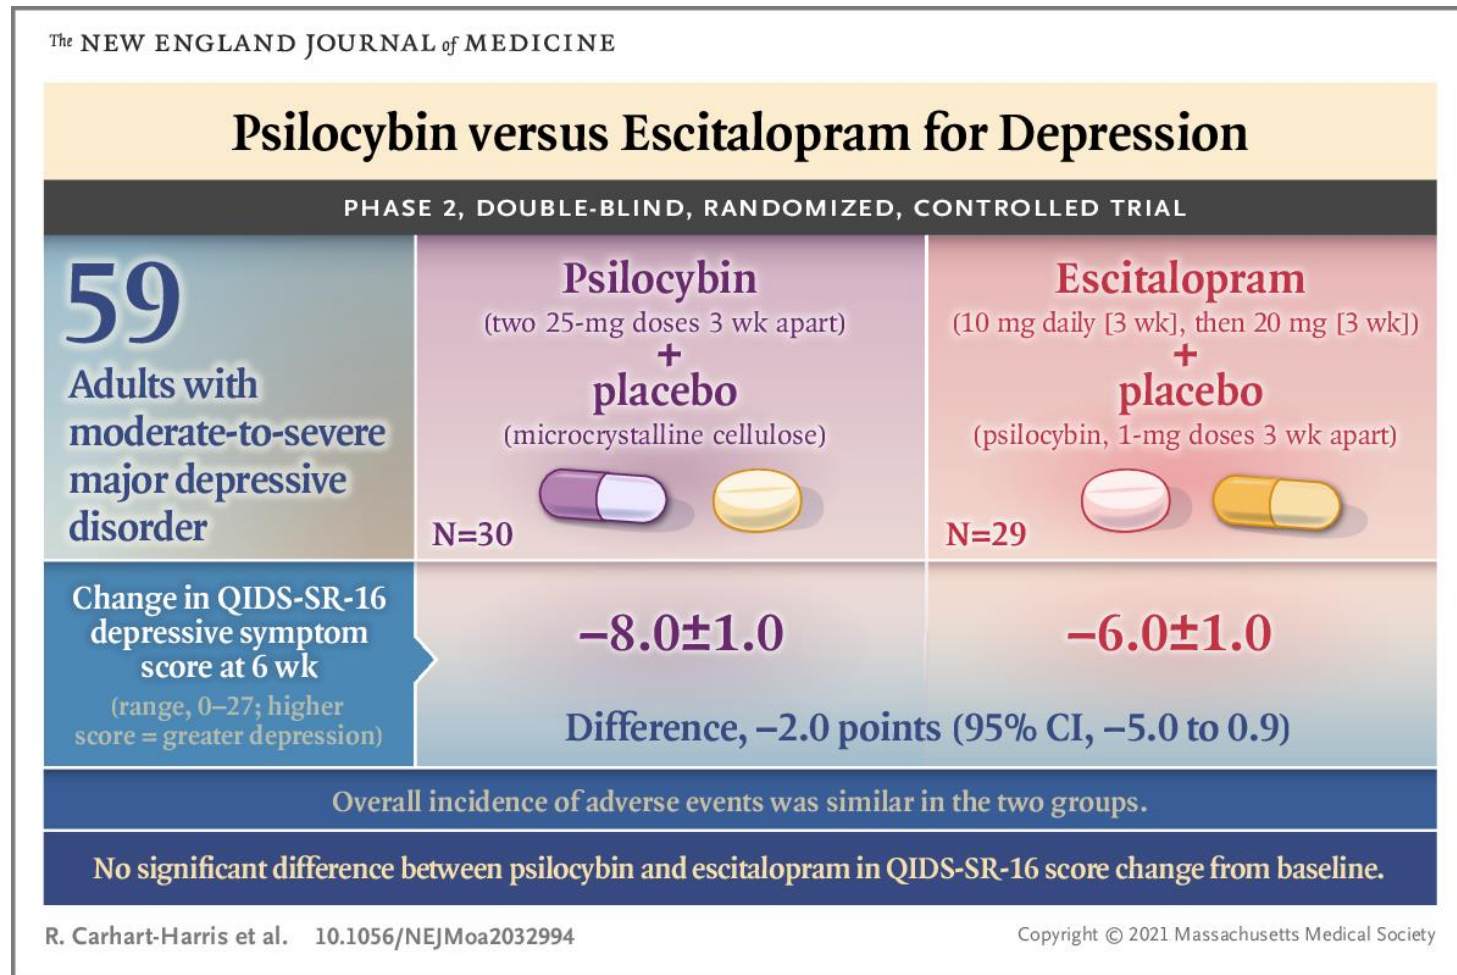 The NEW ENGLAND JOURNAL of MEDICINE
Psilocybin versus Escitalopram for Depression
PHASE 2, DOUBLE-BLIND, RANDOMIZED, CONTROLLED TRIAL
59
Adults with
moderate-to-severe
major depressive
disorder
Psilocybin
(two 25-mg doses 3 wk apart)
+
placebo
(microcrystalline cellulose)
N=30
Escitalopram
(10 mg daily [3 wk], then 20 mg [3 wk])
+
placebo
(psilocybin, 1-mg doses 3 wk apart)
N=29
Change in QIDS-SR-16
depressive symptom
score at 6 wk
(range, 0–27; higher
score = greater depression)
–8.0±1.0
–6.0±1.0
Difference, –2.0 points (95% CI, –5.0 to 0.9)
Overall incidence of adverse events was similar in the two groups.
No significant difference between psilocybin and escitalopram in QIDS-SR-16 score change from baseline.
R. Carhart-Harris et al. 10.1056/NEJMoa2032994
Copyright © 2021 Massachusetts Medical Society